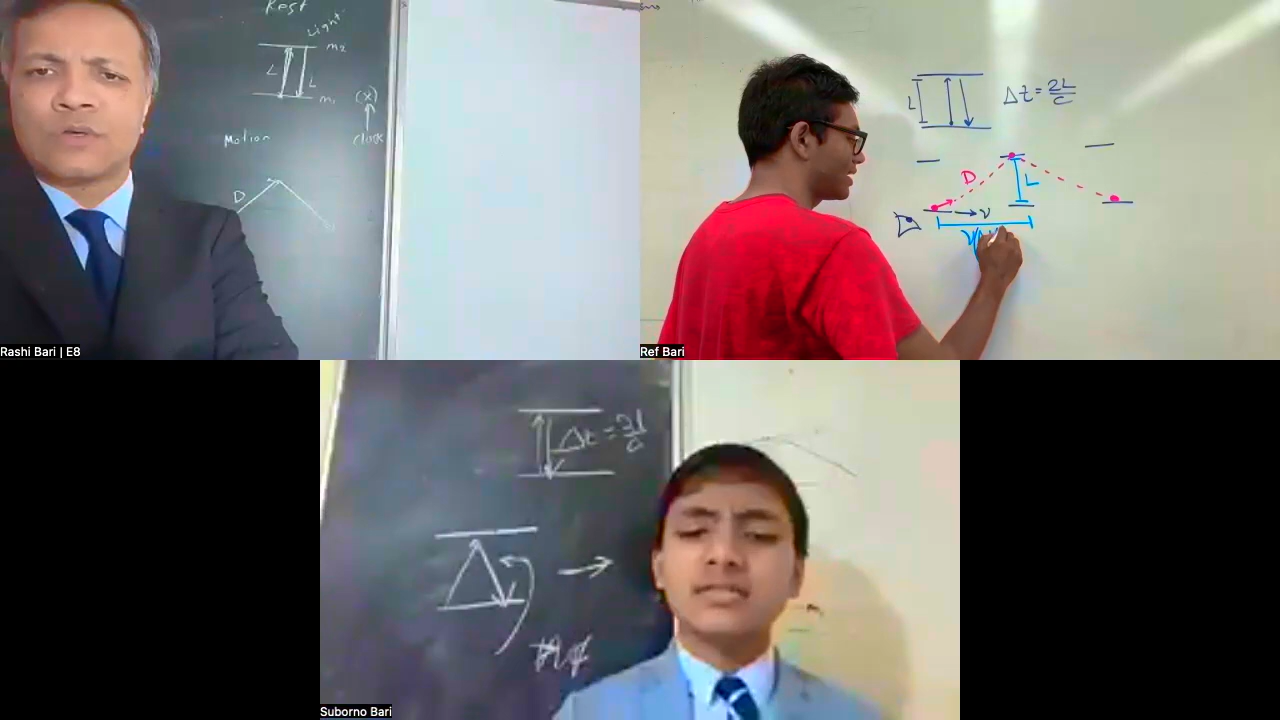 Rest
Light
m2
L
L
m1
(x)
Clock
Motion
D
Rashi Bari | E8
L
Δt = 2L/c
D
L
v
Ref Bari
Δt = 2L/c
Suborno Bari